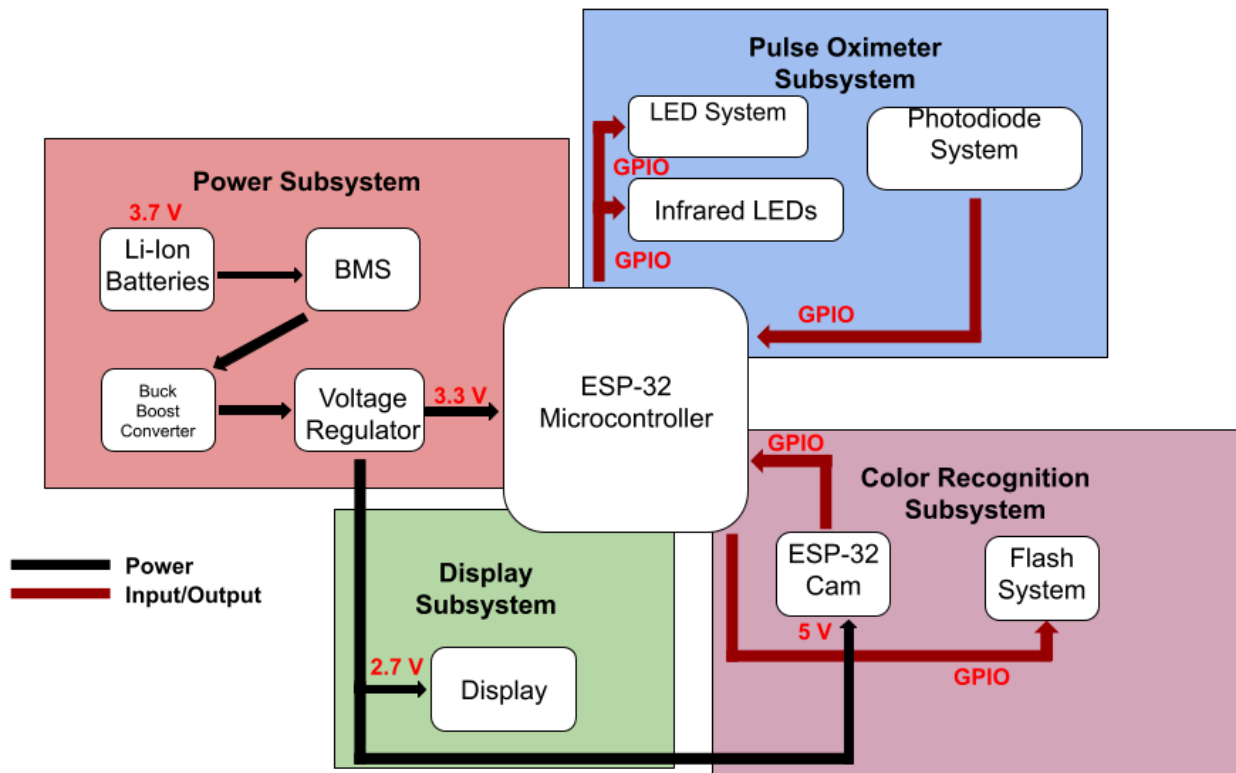 Pulse Oximeter
Subsystem
LED System
Photodiode
System
GPIO
Infrared LEDs
GPIO
GPIO
Power Subsystem
3.7 V
Li-Ion
Batteries
BMS
Buck
Boost
Converter
Voltage
Regulator
3.3 V
ESP-32
Microcontroller
GPIO
Color Recognition
Subsystem
ESP-32
Cam
Flash
System
5 V
GPIO
Power
Input/Output
Display
Subsystem
2.7 V
Display